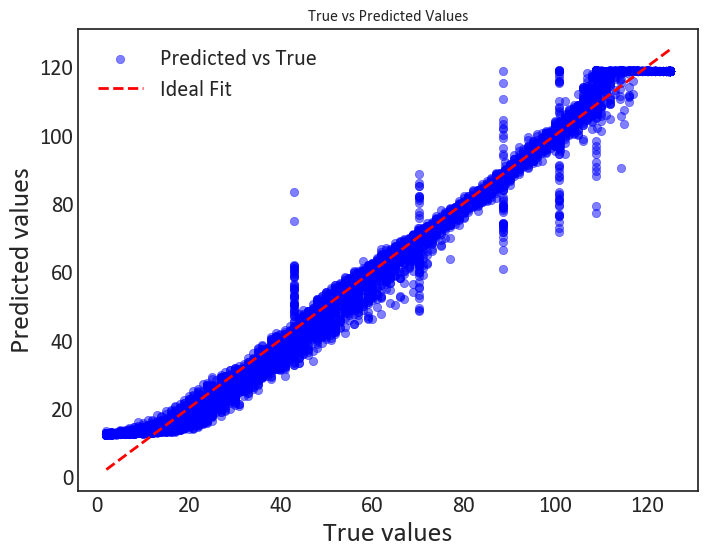 True vs Predicted Values
Predicted vs True
Ideal Fit
120
100
80
60
40
20
0
Predicted values
0 20 40 60 80 100 120
True values